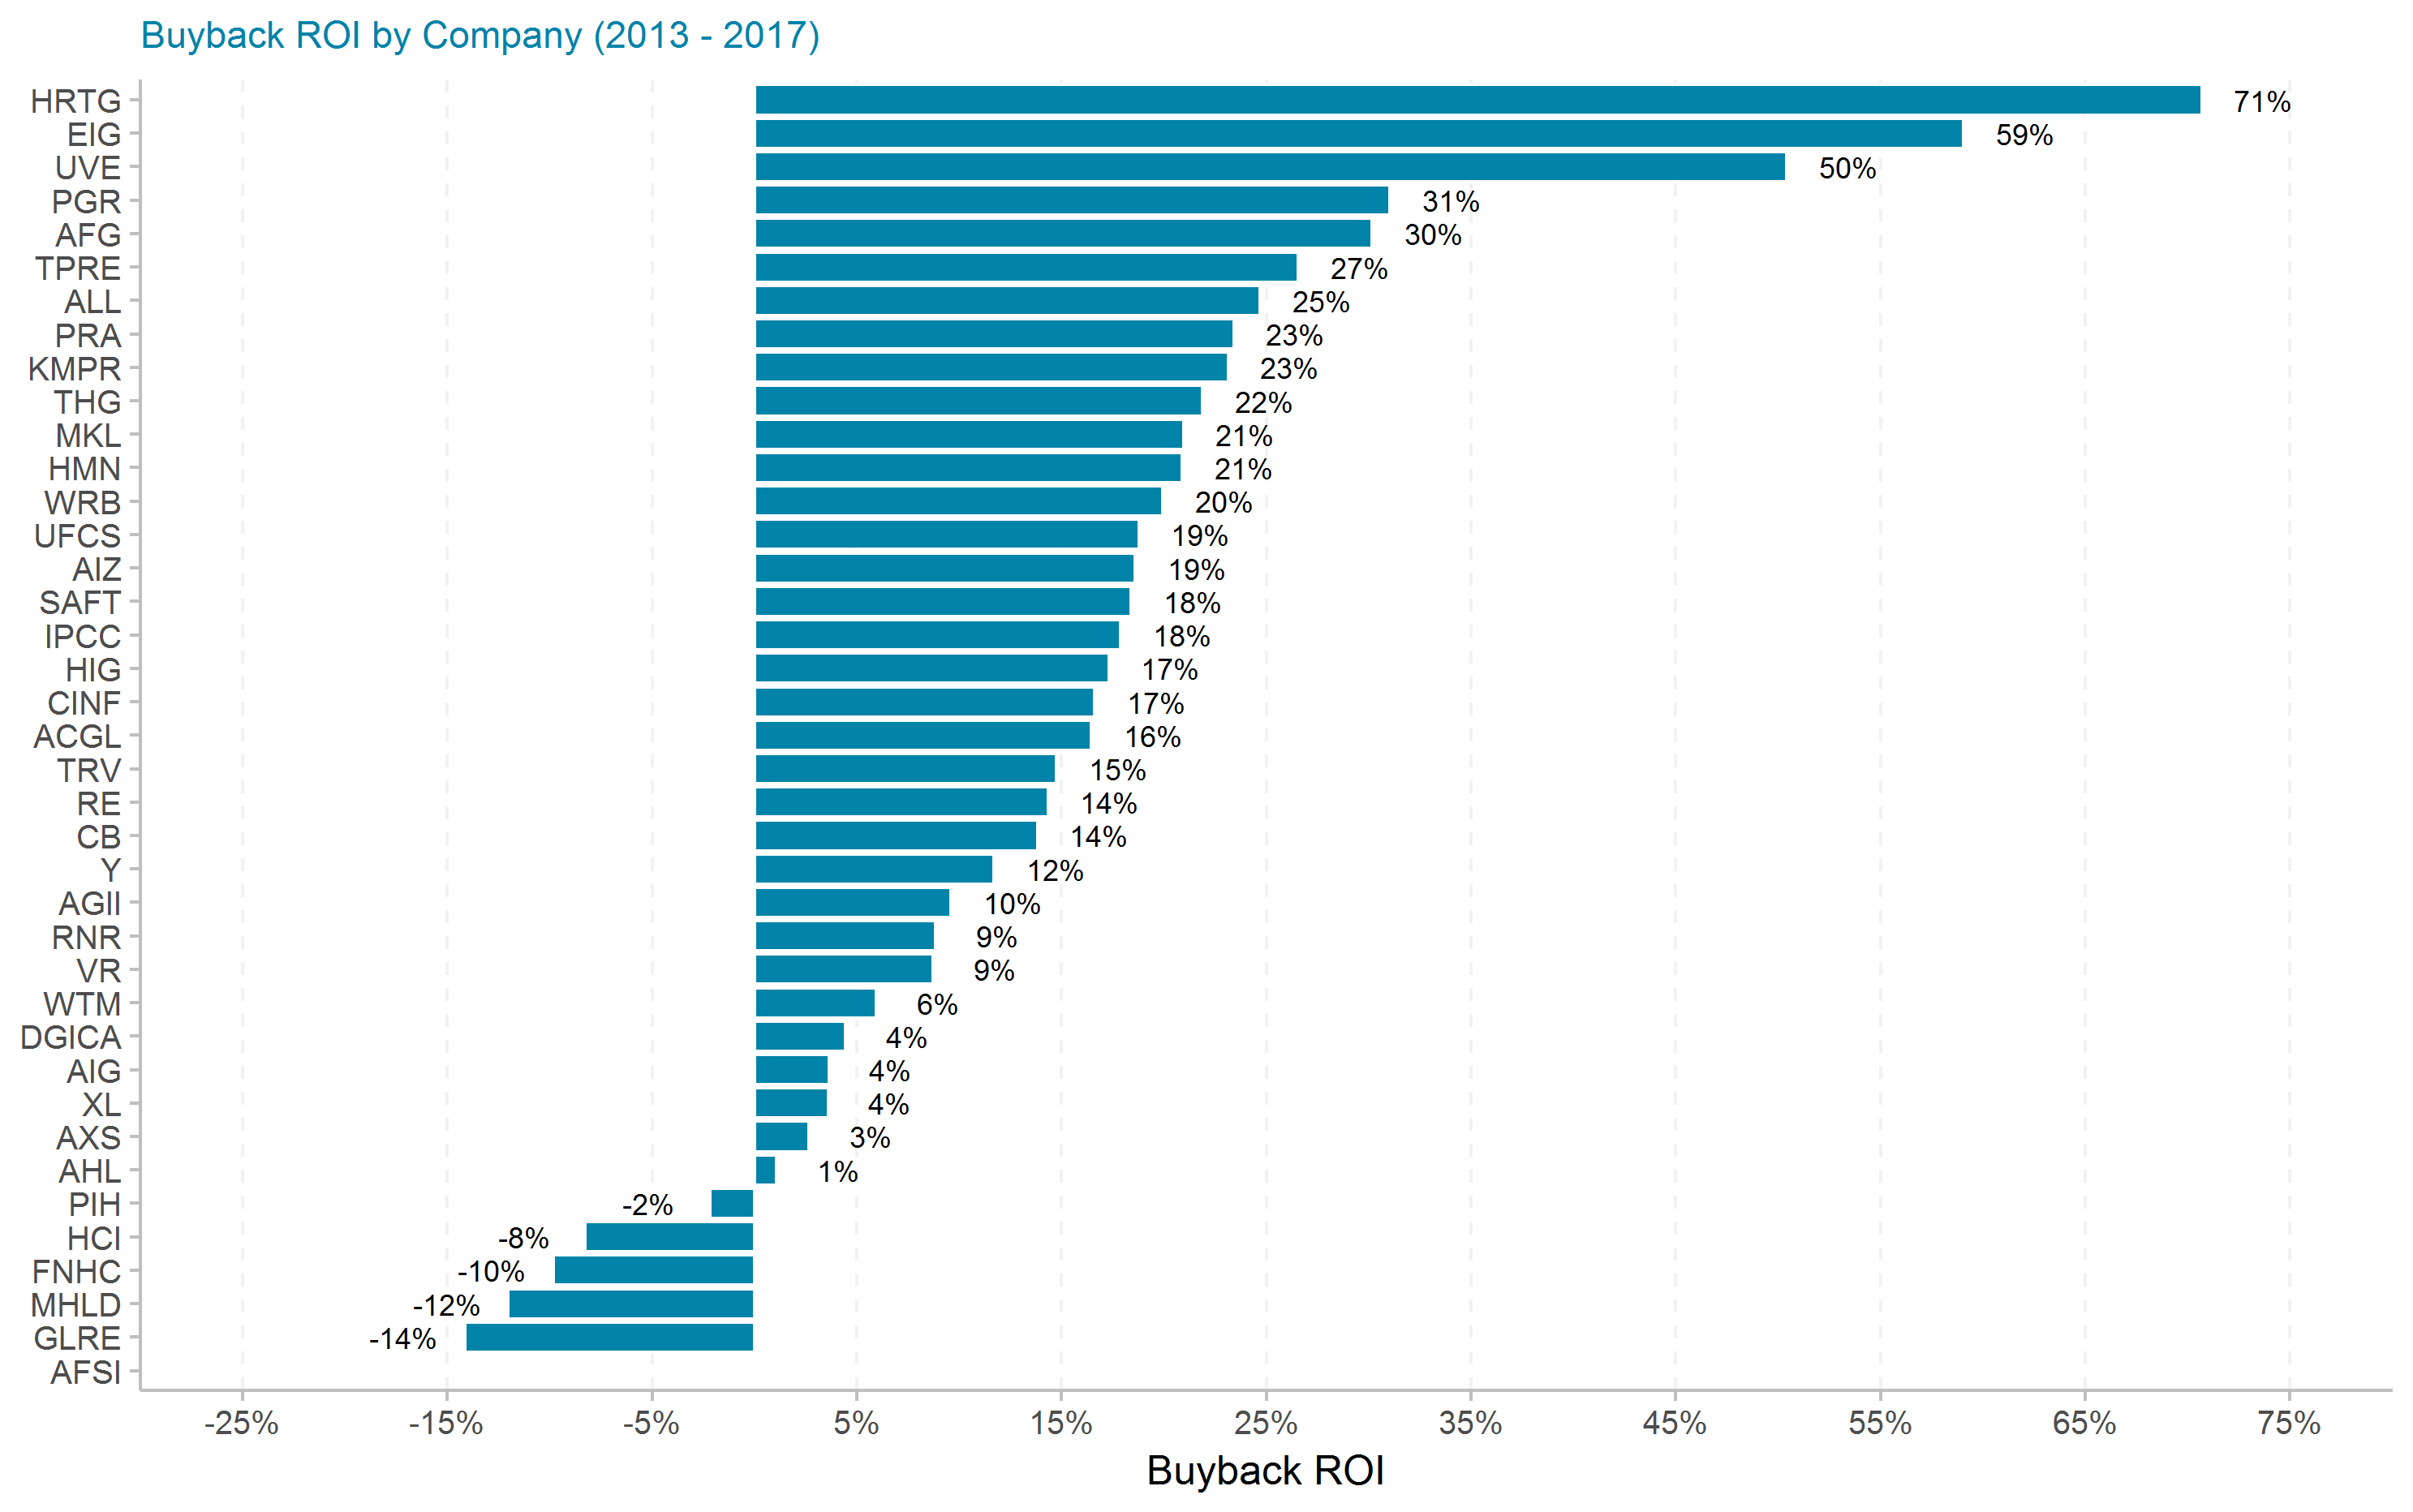 Buyback ROI by Company (2013 - 2017)
HRTG 71%
EIG 59%
UVE 50%
PGR 31%
AFG 30%
TPRE 27%
ALL 25%
PRA 23%
KMPR 23%
THG 22%
MKL 21%
HMN 21%
WRB 20%
UFCS 19%
AIZ 19%
SAFT 18%
IPCC 18%
HIG 17%
CINF 17%
ACGL 16%
TRV 15%
RE 14%
CB 14%
Y 12%
AGII 10%
RNR 9%
VR 9%
WTM 6%
DGICA 4%
AIG 4%
XL 4%
AXS 3%
AHL 1%
PIH -2%
HCI -8%
FNHC -10%
MHLD -12%
GLRE -14%
AFSI
-25% -15% -5% 5% 15% 25% 35% 45% 55% 65% 75%
Buyback ROI